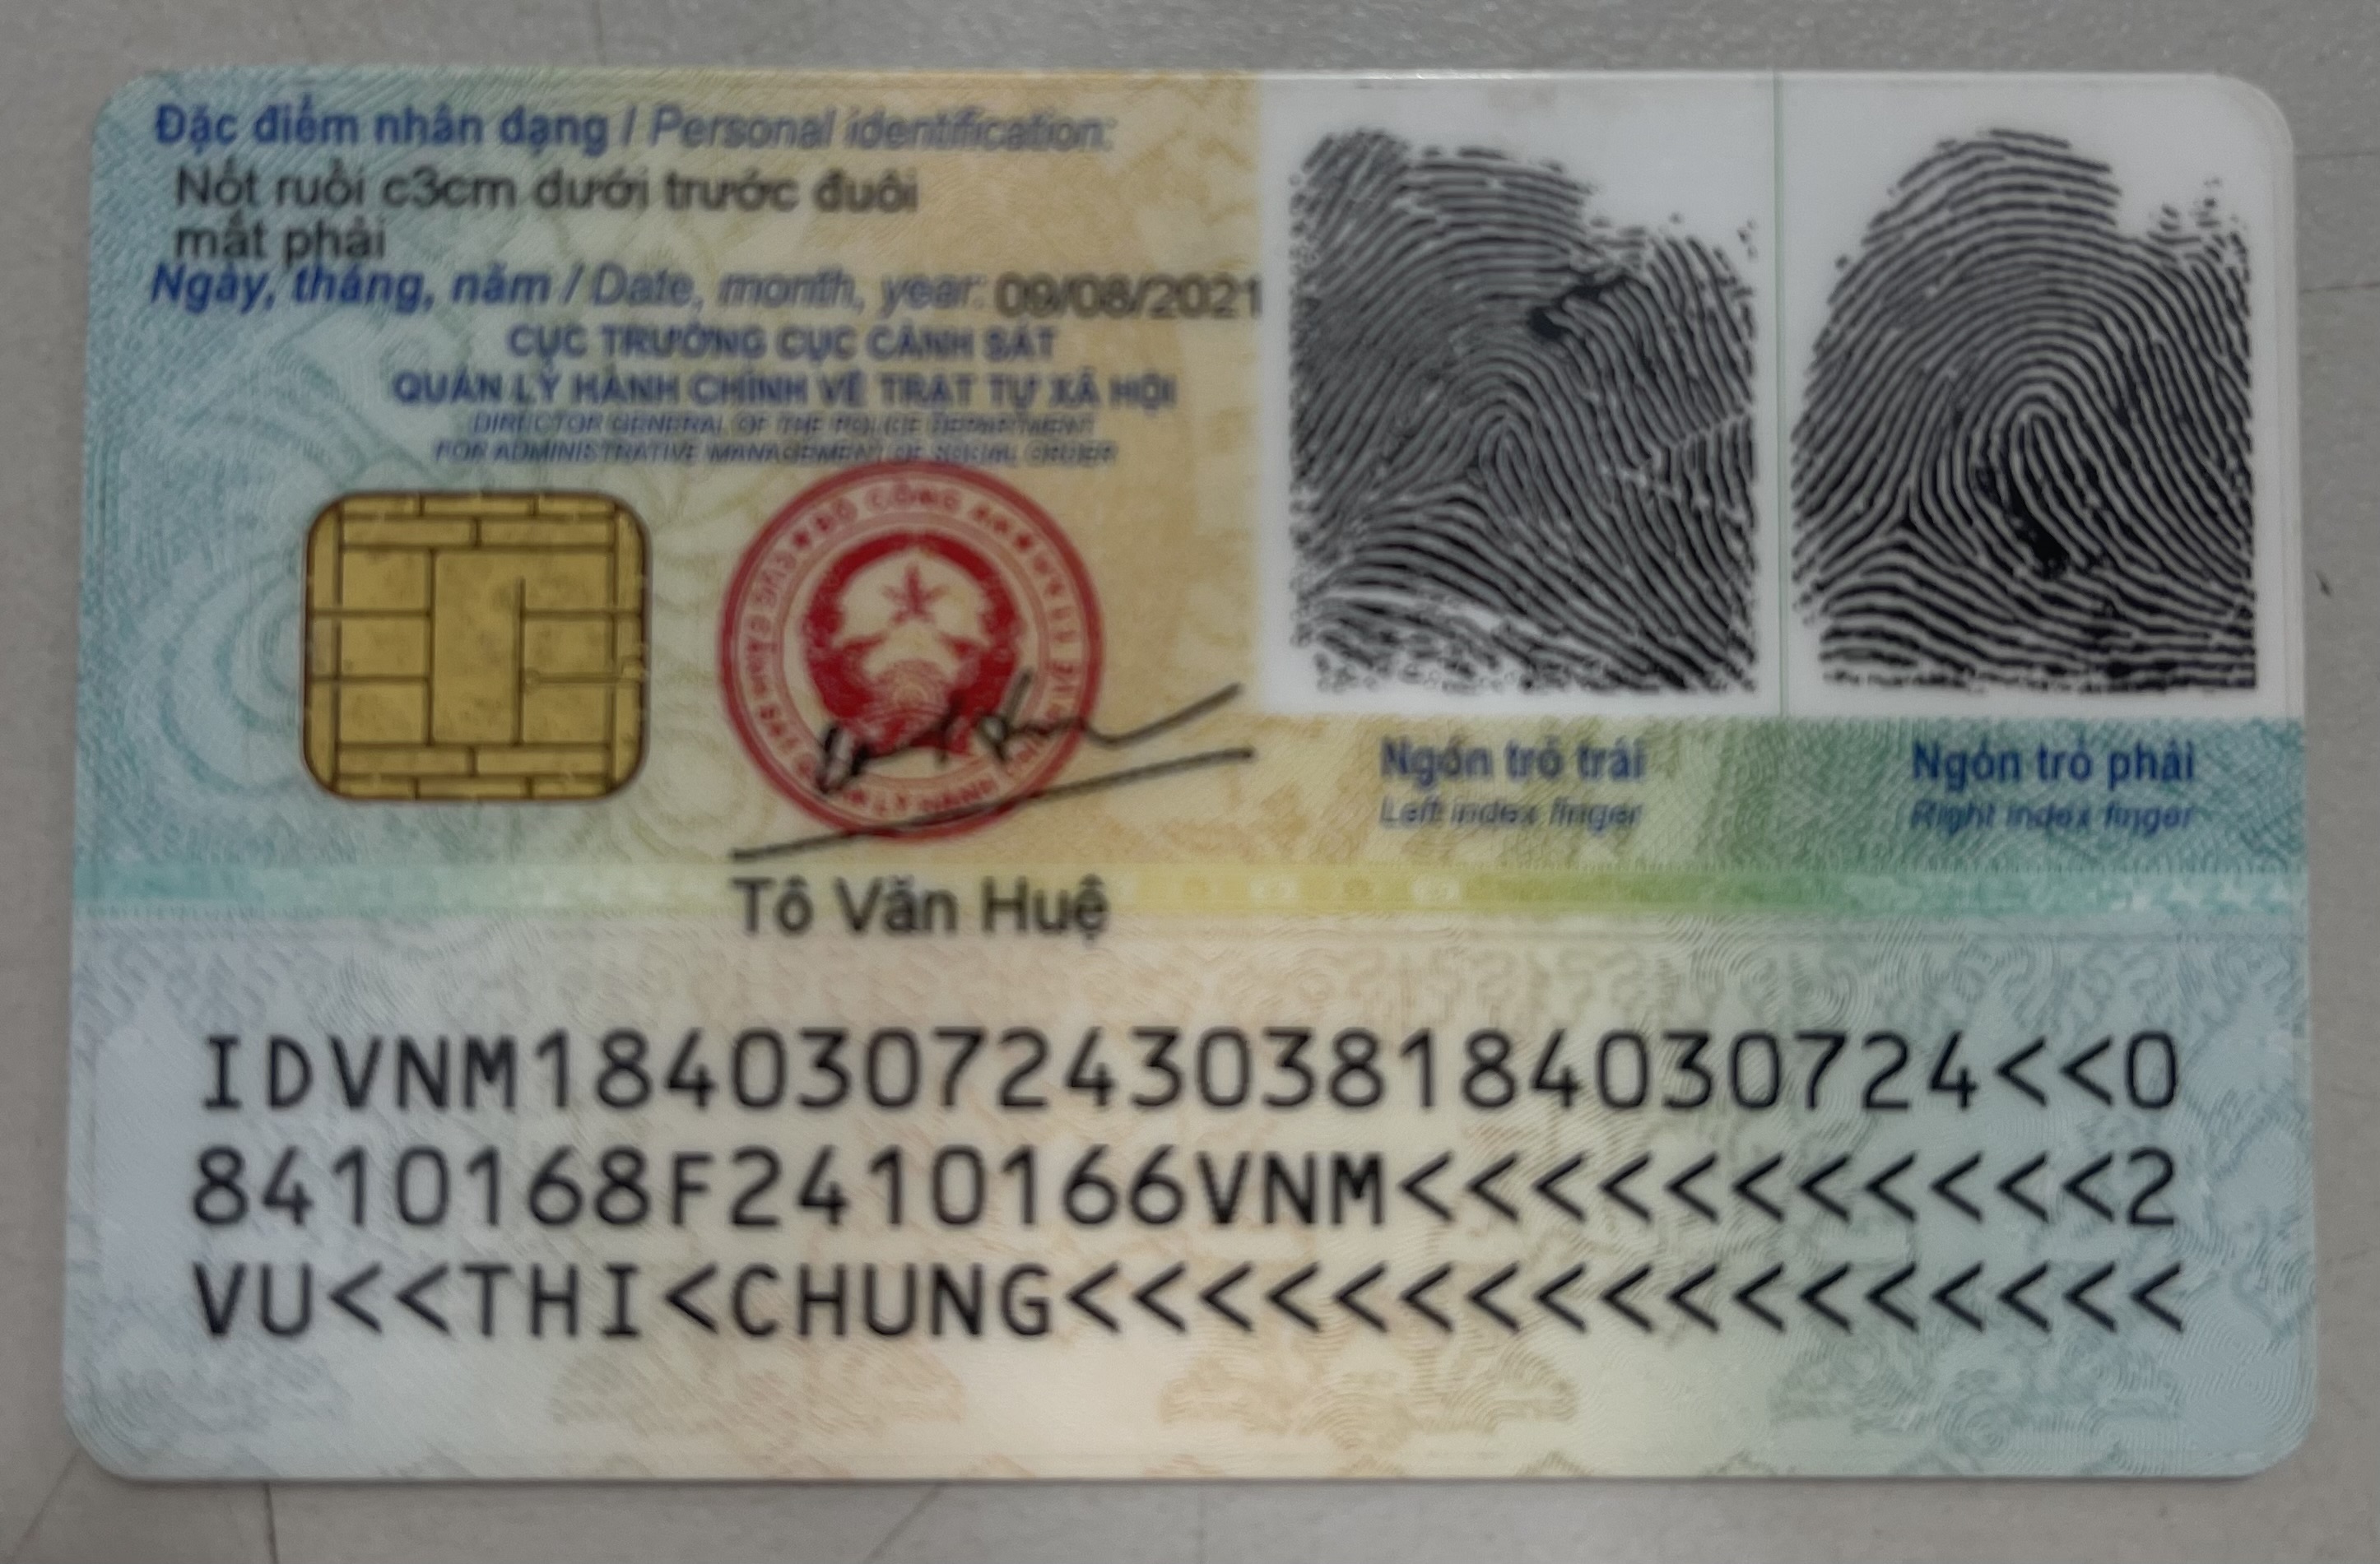 Đặc điểm nhân dạng / Personal identification:
Nốt ruồi c3cm dưới trước đuôi
mắt phải
Ngày, tháng, năm / Date, month, year: 09/08/2021
CỤC TRƯỞNG CỤC CẢNH SÁT
QUẢN LÝ HÀNH CHÍNH VỀ TRẬT TỰ XÃ HỘI
DIRECTOR GENERAL OF THE POLICE DEPARTMENT
FOR ADMINISTRATIVE MANAGEMENT OF SOCIAL ORDER
BỘ CÔNG AN
Tô Văn Huệ
Ngón trỏ trái
Left index finger
Ngón trỏ phải
Right index finger
IDVNM1840307243038184030724<<0
8410168F2410166VNM<<<<<<<<<<<2
VU<<THI<CHUNG<<<<<<<<<<<<<<<<<